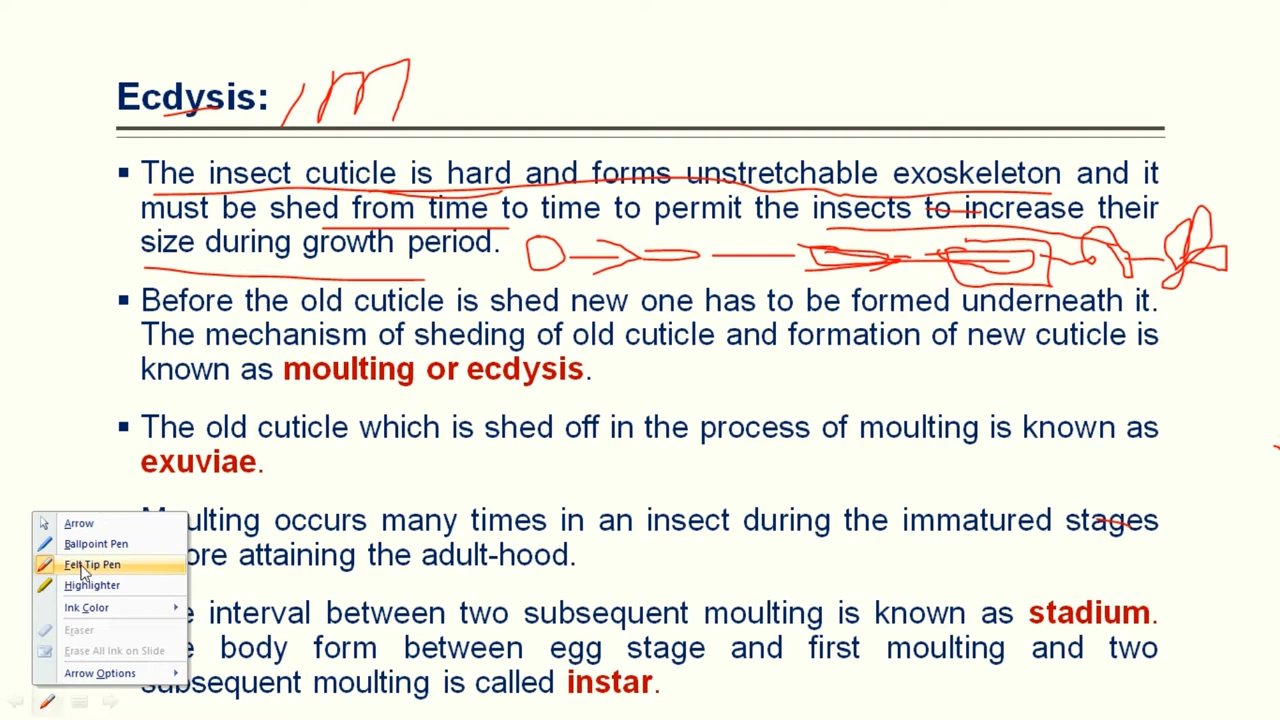 Ecdysis:
▪ The insect cuticle is hard and forms unstretchable exoskeleton and it
must be shed from time to time to permit the insects to increase their
size during growth period.
▪ Before the old cuticle is shed new one has to be formed underneath it.
The mechanism of sheding of old cuticle and formation of new cuticle is
known as moulting or ecdysis.
▪ The old cuticle which is shed off in the process of moulting is known as
exuviae.
Moulting occurs many times in an insect during the immatured stages
attaining the adult-hood.
interval between two subsequent moulting is known as stadium.
body form between egg stage and first moulting and two
subsequent moulting is called instar.
Arrow
Ballpoint Pen
Felt Tip Pen
Highlighter
Ink Color
Eraser
Erase All Ink on Slide
Arrow Options